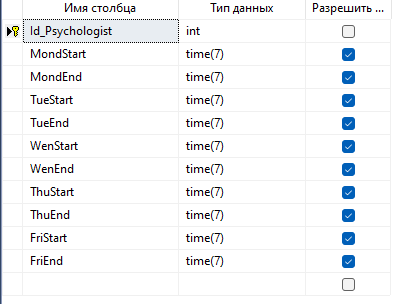 Имя столбца Тип данных Разрешить ...
Id_Psychologist int
MondStart time(7)
MondEnd time(7)
TueStart time(7)
TueEnd time(7)
WenStart time(7)
WenEnd time(7)
ThuStart time(7)
ThuEnd time(7)
FriStart time(7)
FriEnd time(7)